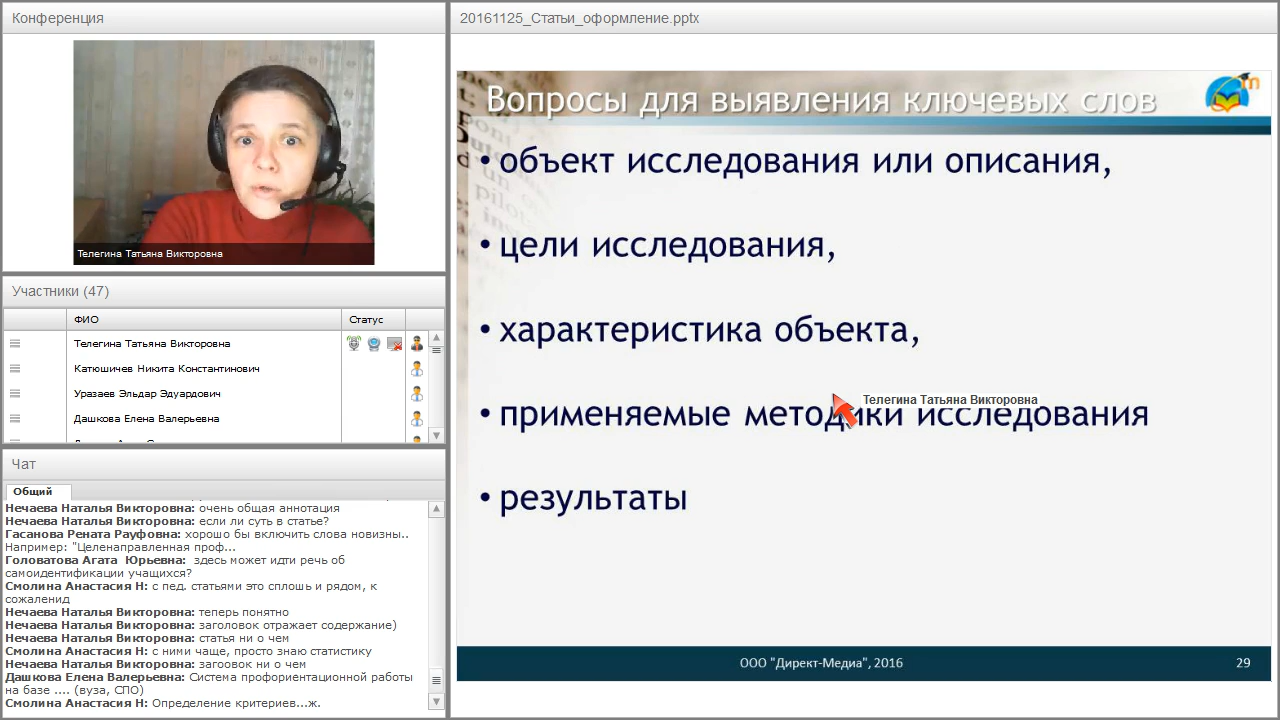 Конференция
Телегина Татьяна Викторовна
Участники (47)
ФИО
Статус
Телегина Татьяна Викторовна
Катюшичев Никита Константинович
Уразаев Эльдар Эдуардович
Дашкова Елена Валерьевна
Чат
Общий
Нечаева Наталья Викторовна: очень общая аннотация
Нечаева Наталья Викторовна: если ли суть в статье?
Гасанова Рената Рауфовна: хорошо бы включить слова новизны..
Например: "Целенаправленная проф...
Головатова Агата Юрьевна: здесь может идти речь об
самоидентификации учащихся?
Смолина Анастасия Н: с пед. статьями это сплошь и рядом, к
сожаленид
Нечаева Наталья Викторовна: теперь понятно
Нечаева Наталья Викторовна: заголовок отражает содержание)
Нечаева Наталья Викторовна: статья ни о чем
Смолина Анастасия Н: с ними чаще, просто знаю статистику
Нечаева Наталья Викторовна: загоовок ни о чем
Дашкова Елена Валерьевна: Система профориентационной работы
на базе .... (вуза, СПО)
Смолина Анастасия Н: Определение критериев...ж.
20161125_Статьи_оформление.pptx
Вопросы для выявления ключевых слов
• объект исследования или описания,
• цели исследования,
• характеристика объекта,
Телегина Татьяна Викторовна
• применяемые методики исследования
• результаты
ООО "Директ-Медиа", 2016
29